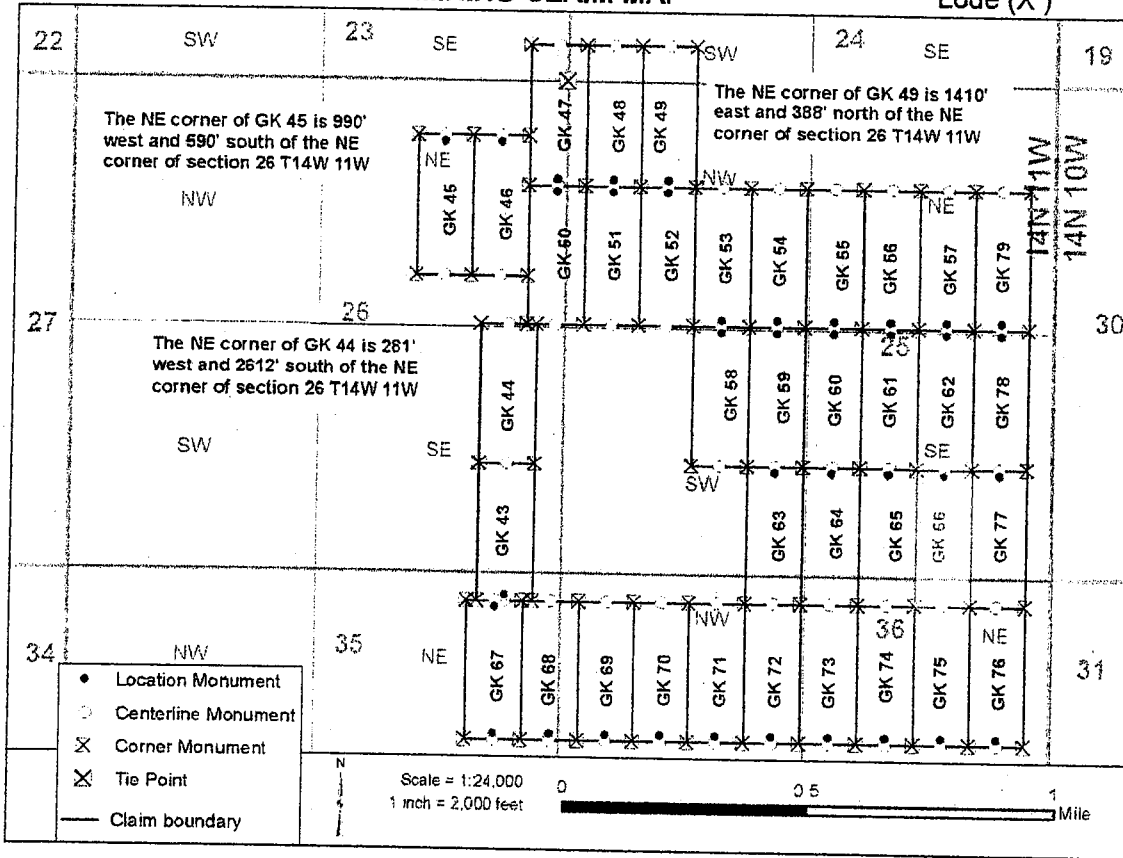 Lode (X )
22
SW
23
SE
SW
24
SE
19
The NE corner of GK 45 is 990'
west and 590' south of the NE
corner of section 26 T14W 11W
The NE corner of GK 49 is 1410'
east and 388' north of the NE
corner of section 26 T14W 11W
GK 47
GK 48
GK 49
NE
NW
NW
NE
14N 11W
14N 10W
GK 45
GK 46
GK 50
GK 51
GK 52
GK 53
GK 54
GK 55
GK 56
GK 57
GK 79
27
26
25
30
The NE corner of GK 44 is 281'
west and 2612' south of the NE
corner of section 26 T14W 11W
GK 44
GK 58
GK 59
GK 60
GK 61
GK 62
GK 78
SW
SE
SW
SE
GK 43
GK 63
GK 64
GK 65
GK 66
GK 77
34
NW
35
NE
NW
36
NE
31
GK 67
GK 68
GK 69
GK 70
GK 71
GK 72
GK 73
GK 74
GK 75
GK 76
Location Monument
Centerline Monument
Corner Monument
Tie Point
Claim boundary
N
Scale = 1:24,000
1 inch = 2,000 feet
0
0.5
1
Mile